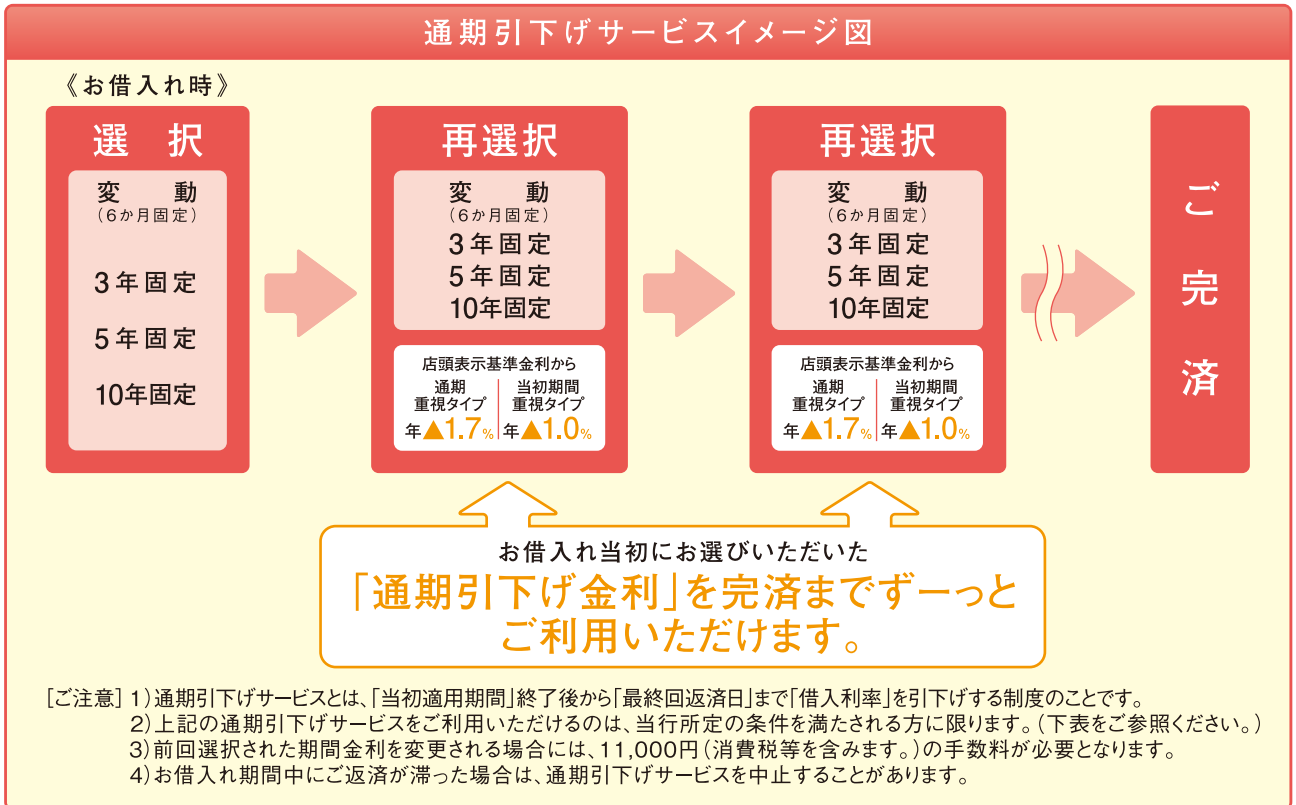 通期引下げサービスイメージ図
《お借入れ時》
選択
変動
（6か月固定）
3年固定
5年固定
10年固定
再選択
変動
（6か月固定）
3年固定
5年固定
10年固定
店頭表示基準金利から
通期
重視タイプ
年▲1.7%
当初期間
重視タイプ
年▲1.0%
再選択
変動
（6か月固定）
3年固定
5年固定
10年固定
店頭表示基準金利から
通期
重視タイプ
年▲1.7%
当初期間
重視タイプ
年▲1.0%
ご完済
お借入れ当初にお選びいただいた
「通期引下げ金利」を完済までずーっと
ご利用いただけます。
［ご注意］1）通期引下げサービスとは、「当初適用期間」終了後から「最終回返済日」まで「借入利率」を引下げする制度のことです。
2）上記の通期引下げサービスをご利用いただけるのは、当行所定の条件を満たされる方に限ります。（下表をご参照ください。）
3）前回選択された期間金利を変更される場合には、11,000円（消費税等を含みます。）の手数料が必要となります。
4）お借入れ期間中にご返済が滞った場合は、通期引下げサービスを中止することがあります。